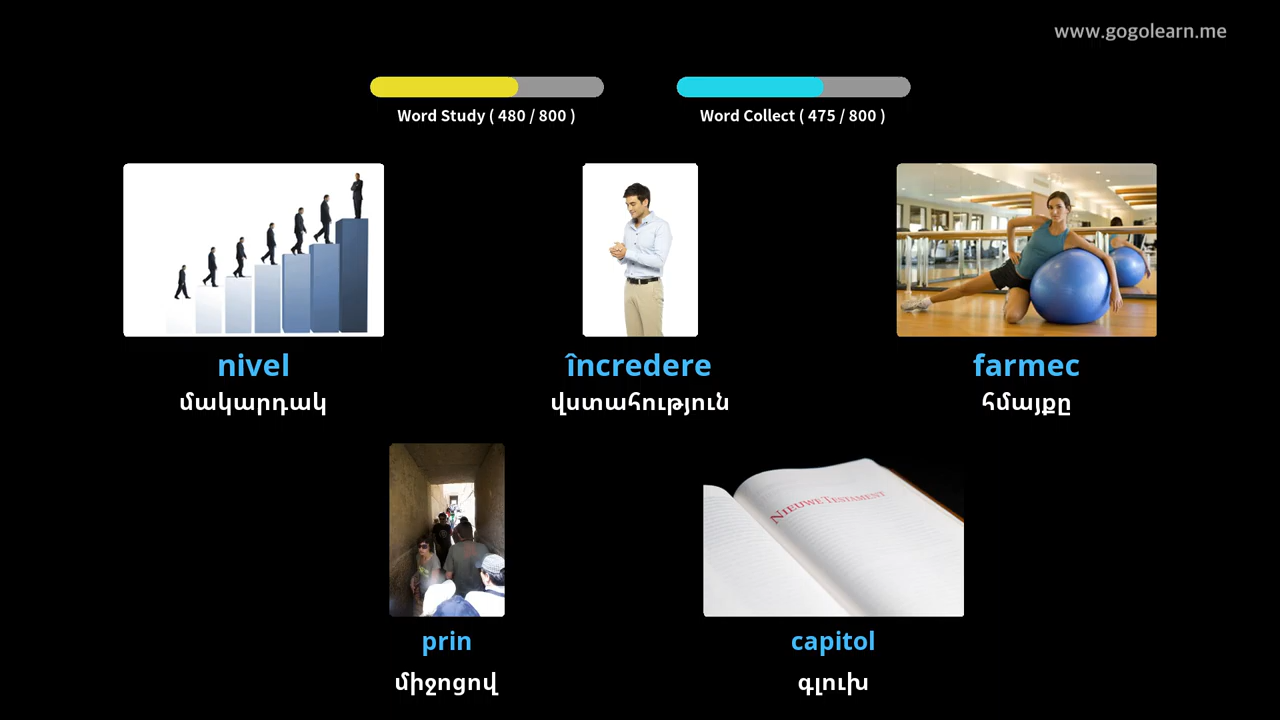 www.gogolearn.me
Word Study ( 480 / 800 )
Word Collect ( 475 / 800 )
nivel
մակարդակ
încredere
վստահություն
farmec
հմայքը
NIEUWE TESTAMENT
prin
միջոցով
capitol
գլուխ